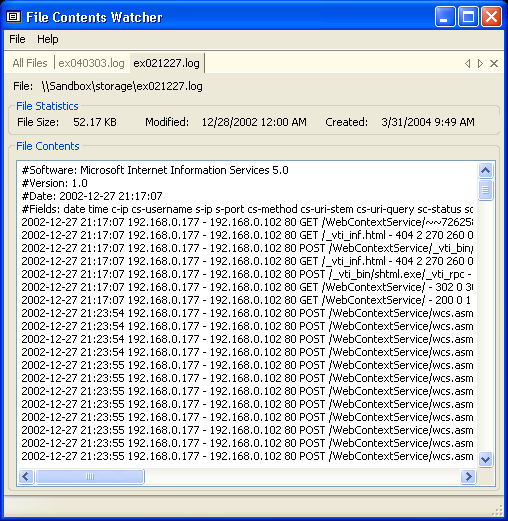 File Contents Watcher
File Help
All Files ex040303.log ex021227.log
File: \\Sandbox\storage\ex021227.log
File Statistics
File Size: 52.17 KB Modified: 12/28/2002 12:00 AM Created: 3/31/2004 9:49 AM
File Contents
#Software: Microsoft Internet Information Services 5.0
#Version: 1.0
#Date: 2002-12-27 21:17:07
#Fields: date time c-ip cs-username s-ip s-port cs-method cs-uri-stem cs-uri-query sc-status sc
2002-12-27 21:17:07 192.168.0.177 - 192.168.0.102 80 GET /WebContextService/~~72625
2002-12-27 21:17:07 192.168.0.177 - 192.168.0.102 80 GET /_vti_inf.html - 404 2 270 260 0
2002-12-27 21:17:07 192.168.0.177 - 192.168.0.102 80 POST /WebContextService/_vti_bin/
2002-12-27 21:17:07 192.168.0.177 - 192.168.0.102 80 GET /_vti_inf.html - 404 2 270 260 0
2002-12-27 21:17:07 192.168.0.177 - 192.168.0.102 80 POST /_vti_bin/shtml.exe/_vti_rpc -
2002-12-27 21:17:07 192.168.0.177 - 192.168.0.102 80 GET /WebContextService/ - 302 0 30
2002-12-27 21:17:07 192.168.0.177 - 192.168.0.102 80 GET /WebContextService/ - 200 0 1
2002-12-27 21:23:54 192.168.0.177 - 192.168.0.102 80 POST /WebContextService/wcs.asm
2002-12-27 21:23:54 192.168.0.177 - 192.168.0.102 80 POST /WebContextService/wcs.asm
2002-12-27 21:23:54 192.168.0.177 - 192.168.0.102 80 POST /WebContextService/wcs.asm
2002-12-27 21:23:54 192.168.0.177 - 192.168.0.102 80 POST /WebContextService/wcs.asm
2002-12-27 21:23:55 192.168.0.177 - 192.168.0.102 80 POST /WebContextService/wcs.asm
2002-12-27 21:23:55 192.168.0.177 - 192.168.0.102 80 POST /WebContextService/wcs.asm
2002-12-27 21:23:55 192.168.0.177 - 192.168.0.102 80 POST /WebContextService/wcs.asm
2002-12-27 21:23:55 192.168.0.177 - 192.168.0.102 80 POST /WebContextService/wcs.asm
2002-12-27 21:23:55 192.168.0.177 - 192.168.0.102 80 POST /WebContextService/wcs.asm
2002-12-27 21:23:55 192.168.0.177 - 192.168.0.102 80 POST /WebContextService/wcs.asm
2002-12-27 21:23:55 192.168.0.177 - 192.168.0.102 80 POST /WebContextService/wcs.asm
2002-12-27 21:23:55 192.168.0.177 - 192.168.0.102 80 POST /WebContextService/wcs.asm